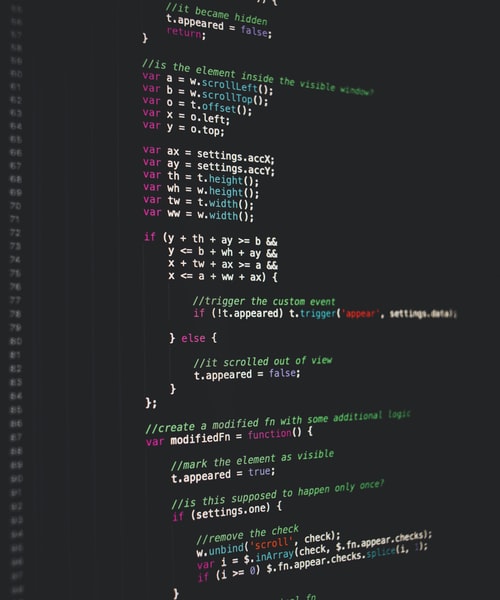 //it became hidden
t.appeared = false;
return;
}
//is the element inside the visible window?
var a = w.scrollLeft();
var b = w.scrollTop();
var o = t.offset();
var x = o.left;
var y = o.top;
var ax = settings.accX;
var ay = settings.accY;
var th = t.height();
var wh = w.height();
var tw = t.width();
var ww = w.width();
if (y + th + ay >= b &&
y <= b + wh + ay &&
x + tw + ax >= a &&
x <= a + ww + ax) {
//trigger the custom event
if (!t.appeared) t.trigger('appear', settings.data);
} else {
//it scrolled out of view
t.appeared = false;
}
};
//create a modified fn with some additional logic
var modifiedFn = function() {
//mark the element as visible
t.appeared = true;
//is this supposed to happen only once?
if (settings.one) {
//remove the check
w.unbind('scroll', check);
var i = $.inArray(check, $.fn.appear.checks);
if (i >= 0) $.fn.appear.checks.splice(i, 1);
}